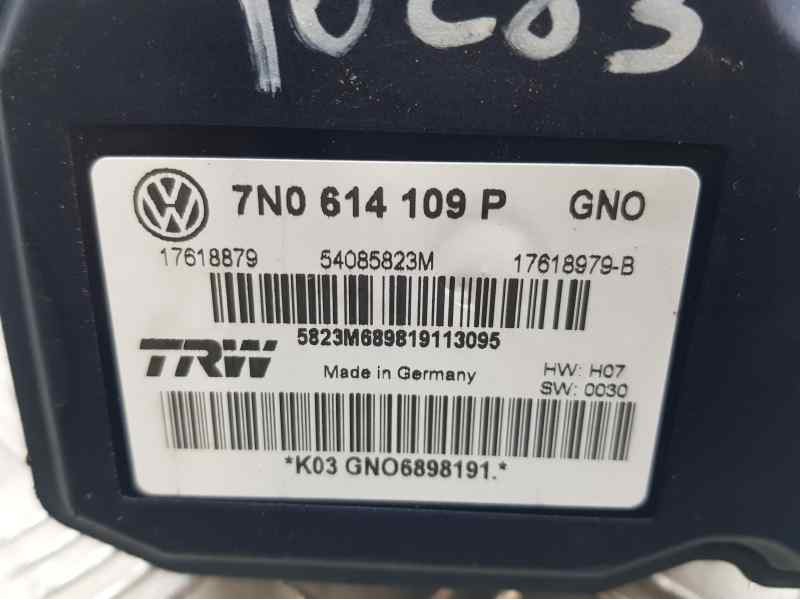 7N0 614 109 P GNO
17618879 54085823M 17618979-B
5823M689819113095
TRW
Made in Germany
HW: H07
SW: 0030
*K03 GNO6898191.*